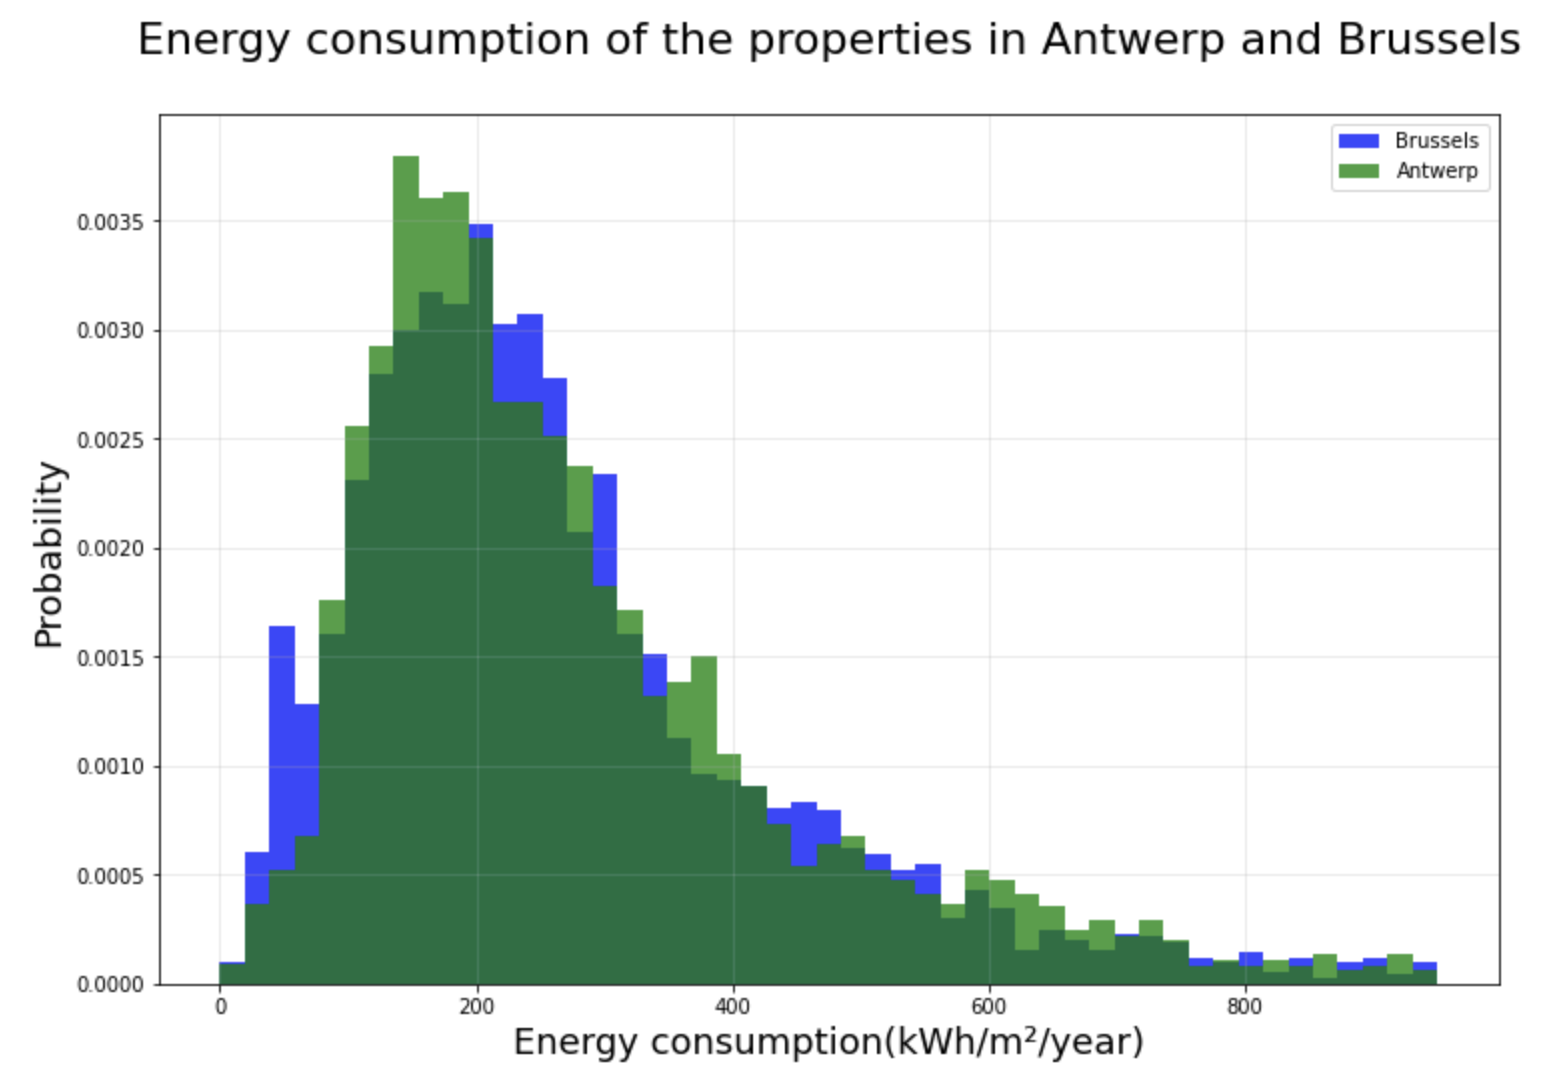 Energy consumption of the properties in Antwerp and Brussels
Brussels
Antwerp
Probability
0.0035
0.0030
0.0025
0.0020
0.0015
0.0010
0.0005
0.0000
0 200 400 600 800
Energy consumption(kWh/m²/year)